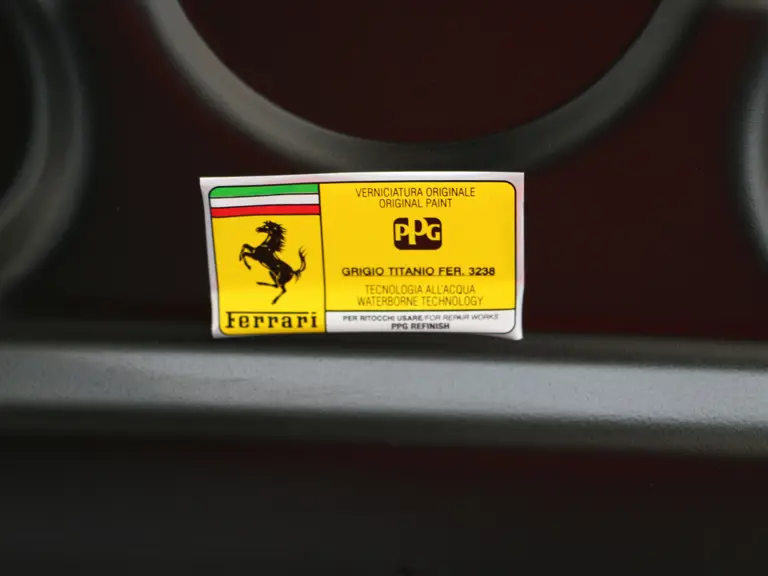 VERNICIATURA ORIGINALE
ORIGINAL PAINT
PPG
GRIGIO TITANIO FER. 3238
TECNOLOGIA ALL'ACQUA
WATERBORNE TECHNOLOGY
Ferrari
PER RITOCCHI USARE/FOR REPAIR WORKS
PPG REFINISH